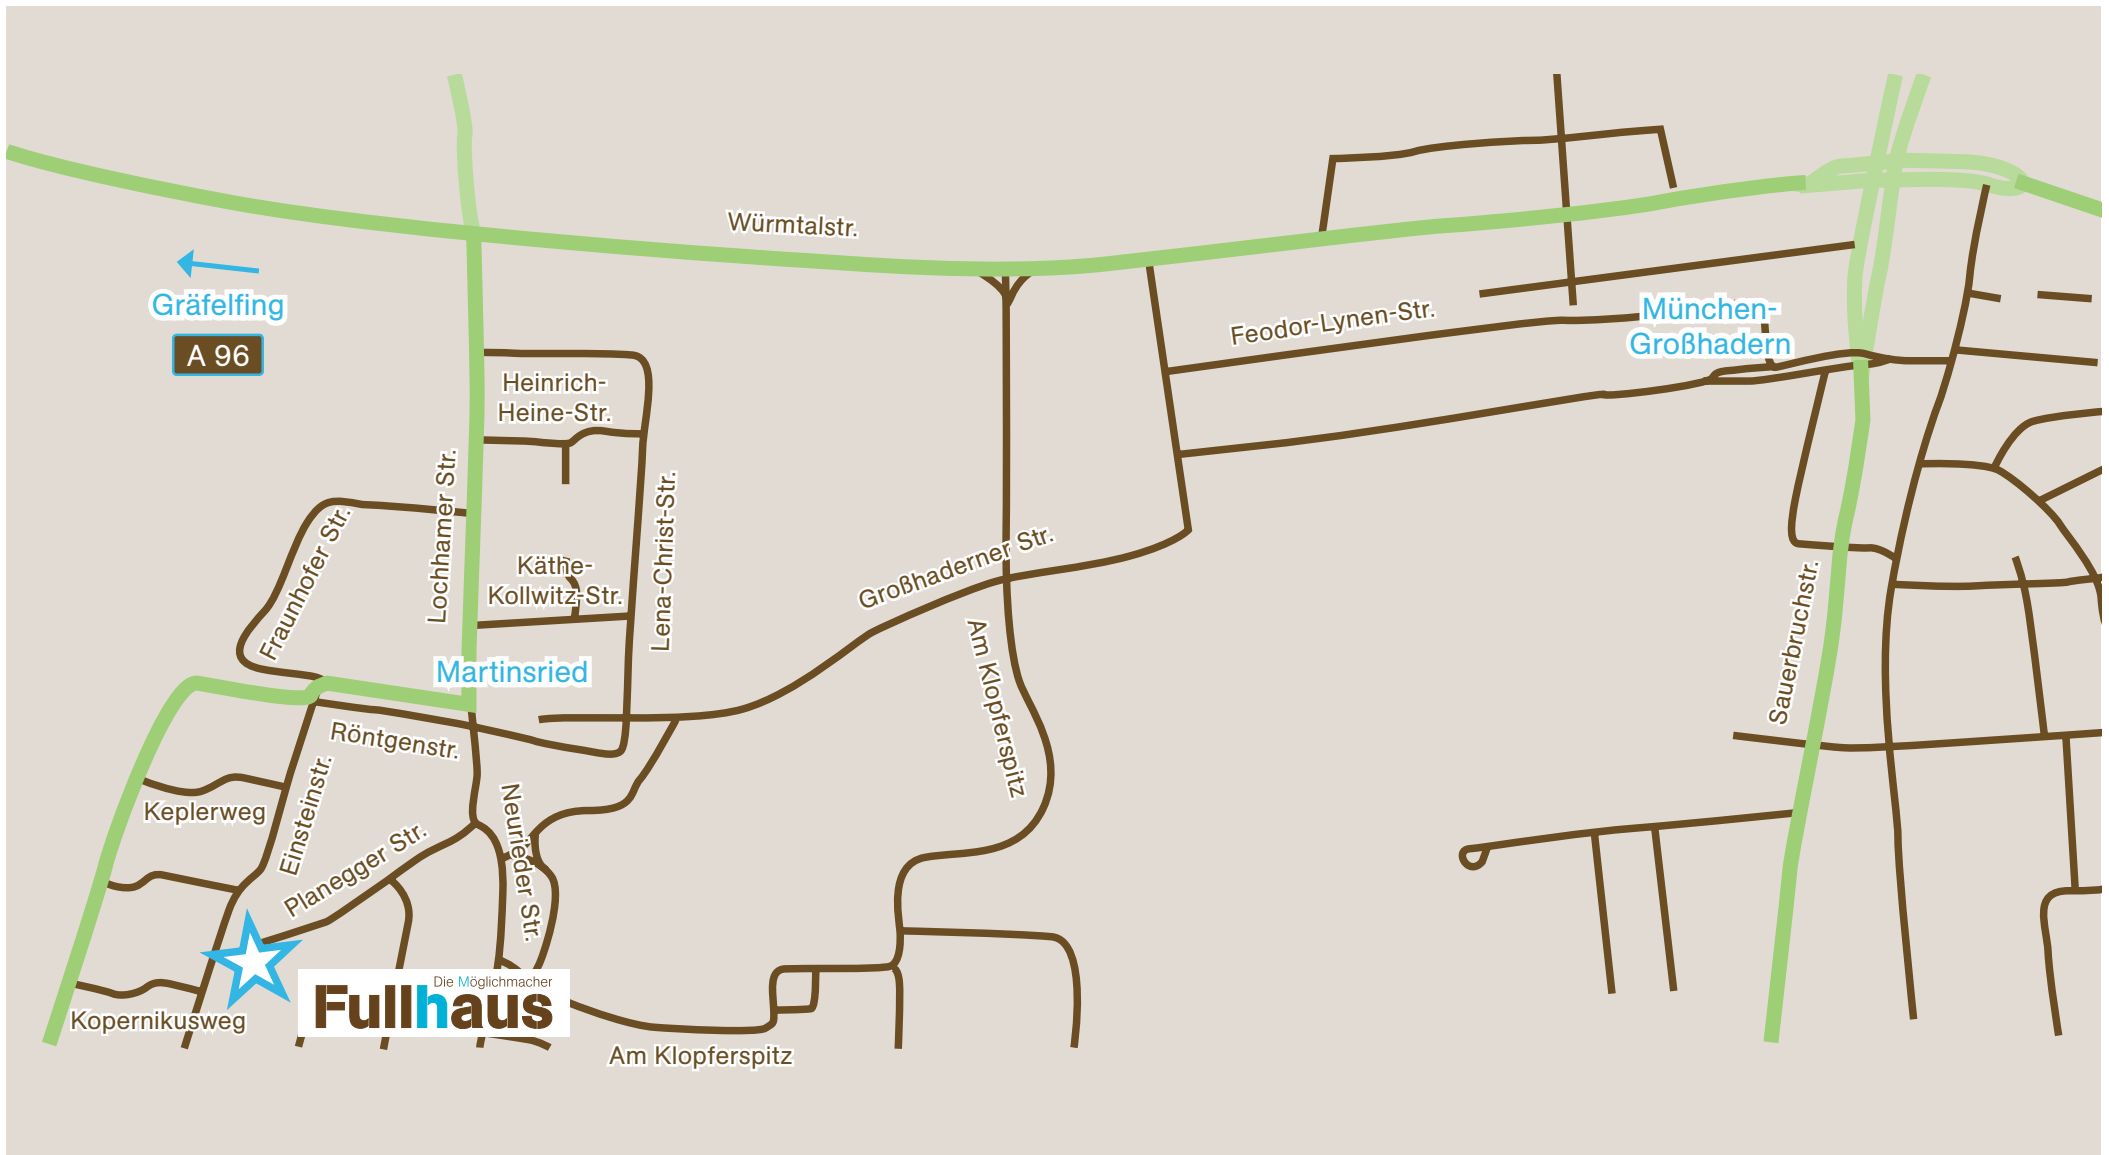 Würmtalstr.
Gräfelfing
A 96
Feodor-Lynen-Str.
München-
Großhadern
Heinrich-
Heine-Str.
Lochhamer Str.
Lena-Christ-Str.
Fraunhofer Str.
Käthe-
Kollwitz-Str.
Großhaderner Str.
Martinsried
Am Klopferspitz
Sauerbruchstr.
Röntgenstr.
Keplerweg
Einsteinstr.
Planegger Str.
Neurieder Str.
Die Möglichmacher
Fullhaus
Kopernikusweg
Am Klopferspitz